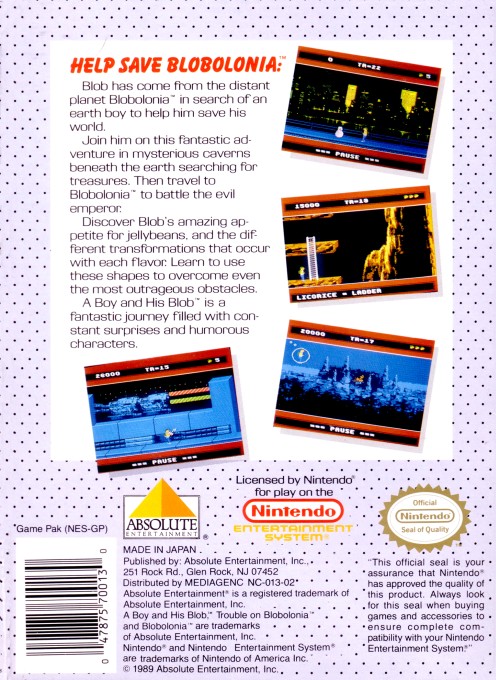 HELP SAVE BLOBOLONIA:™
Blob has come from the distant
planet Blobolonia™ in search of an
earth boy to help him save his
world.
Join him on this fantastic ad-
venture in mysterious caverns
beneath the earth searching for
treasures. Then travel to
Blobolonia™ to battle the evil
emperor.
Discover Blob's amazing ap-
petite for jellybeans, and the dif-
ferent transformations that occur
with each flavor. Learn to use
these shapes to overcome even
the most outrageous obstacles.
A Boy and His Blob™ is a
fantastic journey filled with con-
stant surprises and humorous
characters.
0 TR=22 5
=== PAUSE ===
19000 TR=18
LICORICE = LADDER
20000 TR=17
=== PAUSE ===
26000 TR=15 5
=== PAUSE ===
*Game Pak (NES-GP)
0 47875 70013 0
ABSOLUTE®
ENTERTAINMENT
Licensed by Nintendo®
for play on the
Nintendo
ENTERTAINMENT
SYSTEM®
Official
Nintendo
Seal of Quality
MADE IN JAPAN
Published by: Absolute Entertainment, Inc.,
251 Rock Rd., Glen Rock, NJ 07452
Distributed by MEDIAGENC NC-013-02*
Absolute Entertainment® is a registered trademark of
Absolute Entertainment, Inc.
A Boy and His Blob,™ Trouble on Blobolonia™
and Blobolonia™ are trademarks
of Absolute Entertainment, Inc.
Nintendo® and Nintendo Entertainment System®
are trademarks of Nintendo of America Inc.
© 1989 Absolute Entertainment, Inc.
"This official seal is your
assurance that Nintendo®
has approved the quality of
this product. Always look
for this seal when buying
games and accessories to
ensure complete com-
patibility with your Nintendo
Entertainment System.®"